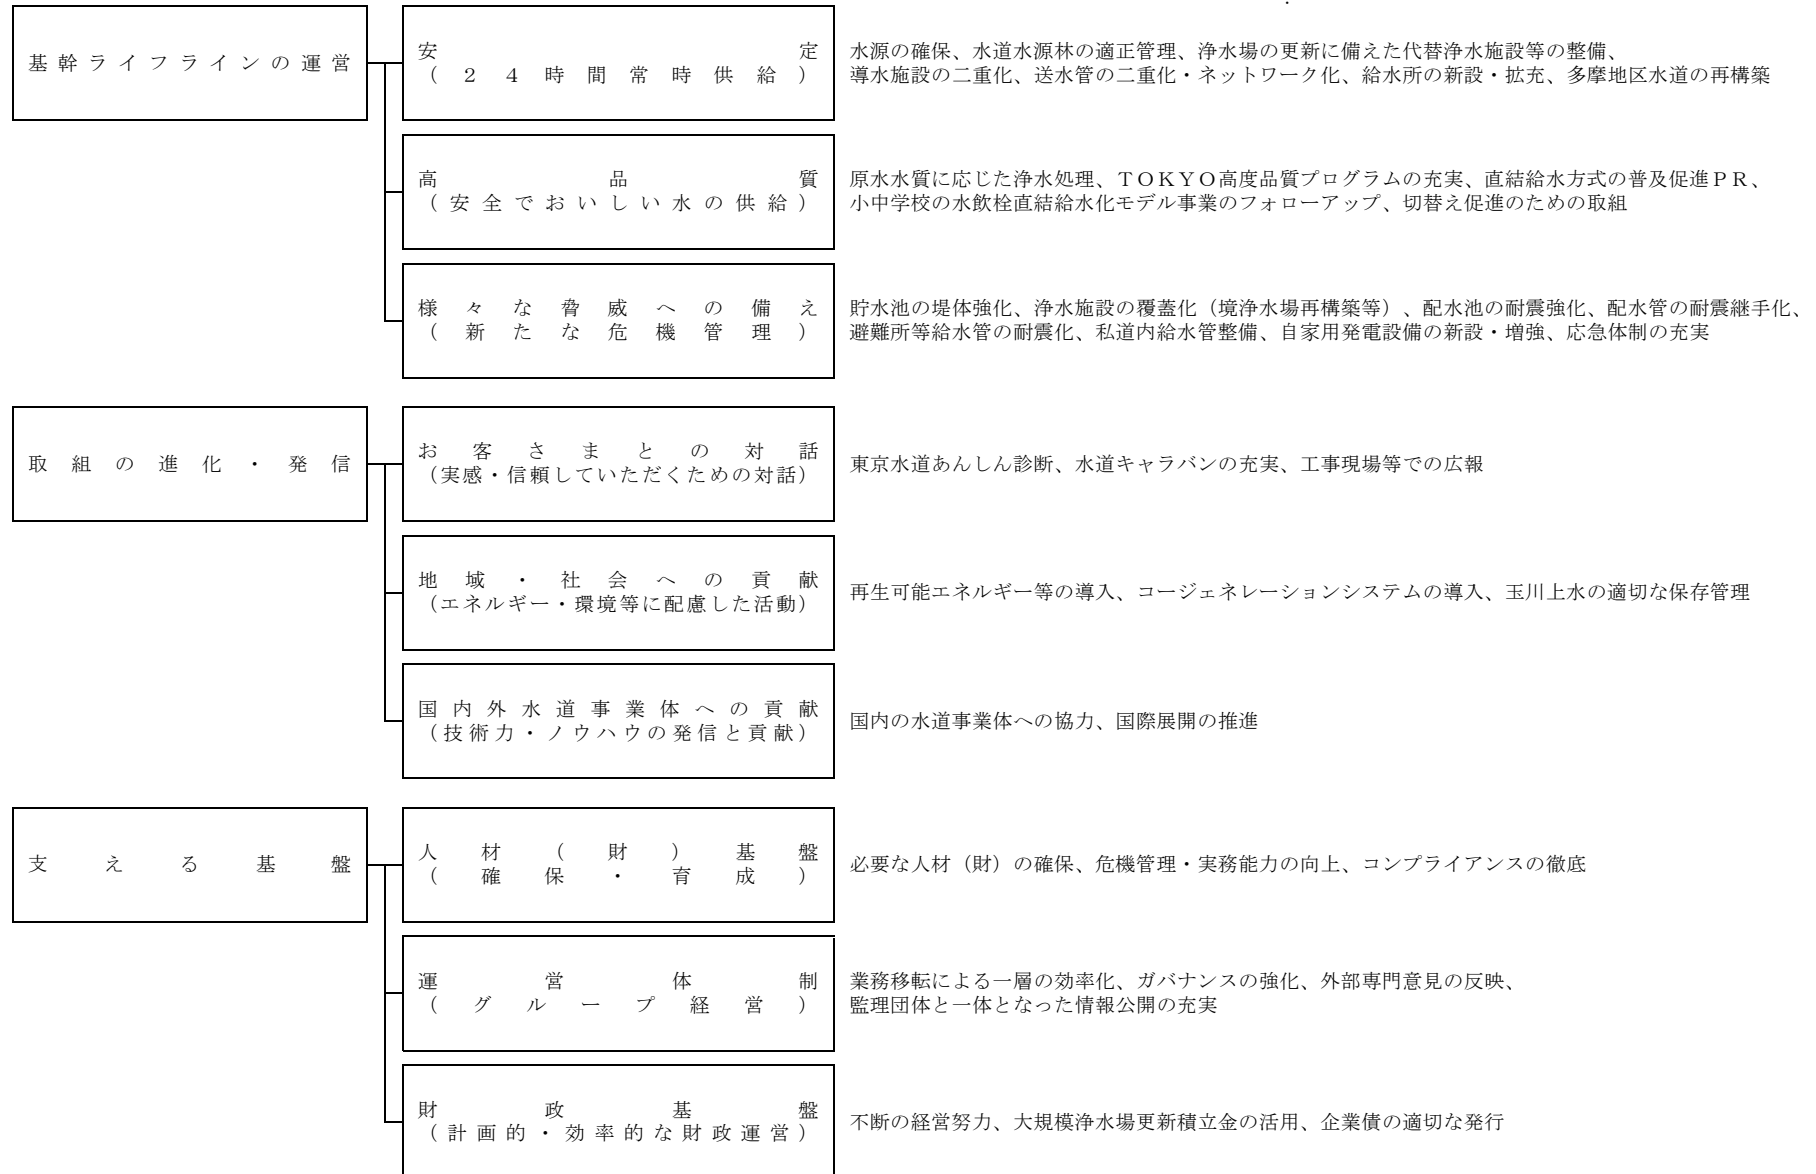 基幹ライフラインの運営
安定
（２４時間常時供給）
水源の確保、水道水源林の適正管理、浄水場の更新に備えた代替浄水施設等の整備、
導水施設の二重化、送水管の二重化・ネットワーク化、給水所の新設・拡充、多摩地区水道の再構築
高品質
（安全でおいしい水の供給）
原水水質に応じた浄水処理、ＴＯＫＹＯ高度品質プログラムの充実、直結給水方式の普及促進ＰＲ、
小中学校の水飲栓直結給水化モデル事業のフォローアップ、切替え促進のための取組
様々な脅威への備え
（新たな危機管理）
貯水池の堤体強化、浄水施設の覆蓋化（境浄水場再構築等）、配水池の耐震強化、配水管の耐震継手化、
避難所等給水管の耐震化、私道内給水管整備、自家用発電設備の新設・増強、応急体制の充実
取組の進化・発信
お客さまとの対話
（実感・信頼していただくための対話）
東京水道あんしん診断、水道キャラバンの充実、工事現場等での広報
地域・社会への貢献
（エネルギー・環境等に配慮した活動）
再生可能エネルギー等の導入、コージェネレーションシステムの導入、玉川上水の適切な保存管理
国内外水道事業体への貢献
（技術力・ノウハウの発信と貢献）
国内の水道事業体への協力、国際展開の推進
支える基盤
人材（財）基盤
（確保・育成）
必要な人材（財）の確保、危機管理・実務能力の向上、コンプライアンスの徹底
運営体制
（グループ経営）
業務移転による一層の効率化、ガバナンスの強化、外部専門意見の反映、
監理団体と一体となった情報公開の充実
財政基盤
（計画的・効率的な財政運営）
不断の経営努力、大規模浄水場更新積立金の活用、企業債の適切な発行